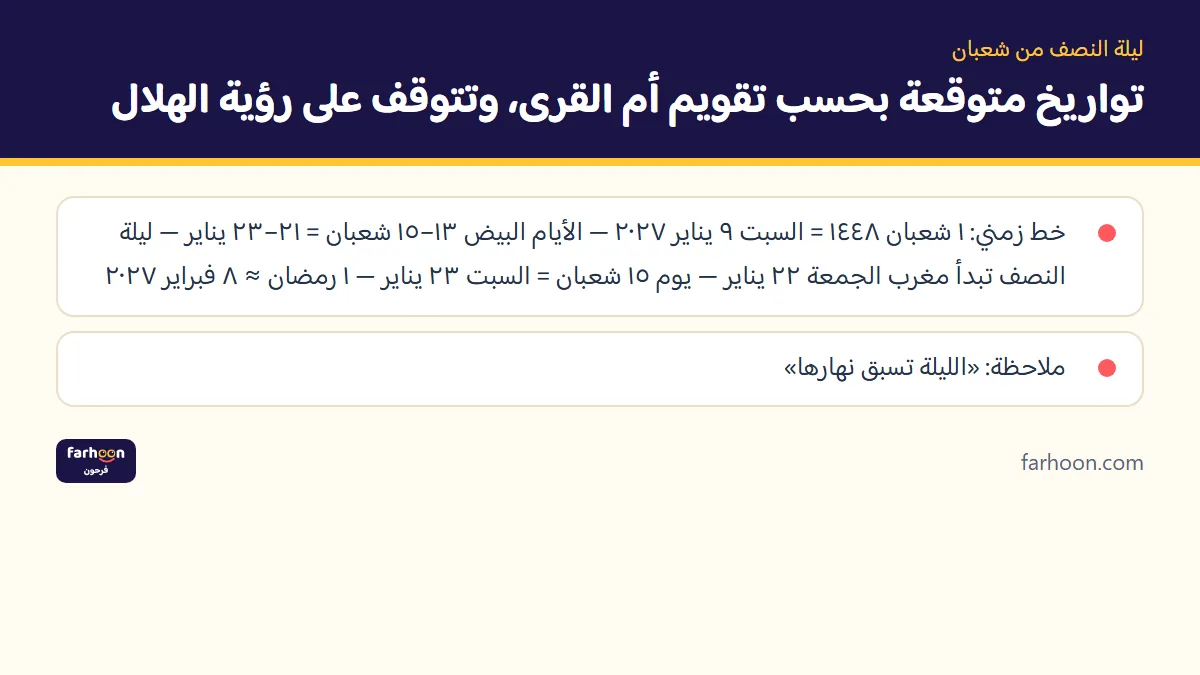 ليلة النصف من شعبان
تواريخ متوقعة بحسب تقويم أم القرى، وتتوقف على رؤية الهلال
خط زمني: ١ شعبان ١٤٤٨ = السبت ٩ يناير ٢٠٢٧ — الأيام البيض ١٣–١٥ شعبان = ٢١–٢٣ يناير — ليلة
النصف تبدأ مغرب الجمعة ٢٢ يناير — يوم ١٥ شعبان = السبت ٢٣ يناير — ١ رمضان ≈ ٨ فبراير ٢٠٢٧
ملاحظة: «الليلة تسبق نهارها»
farhoon.com
farhoon
فرحون